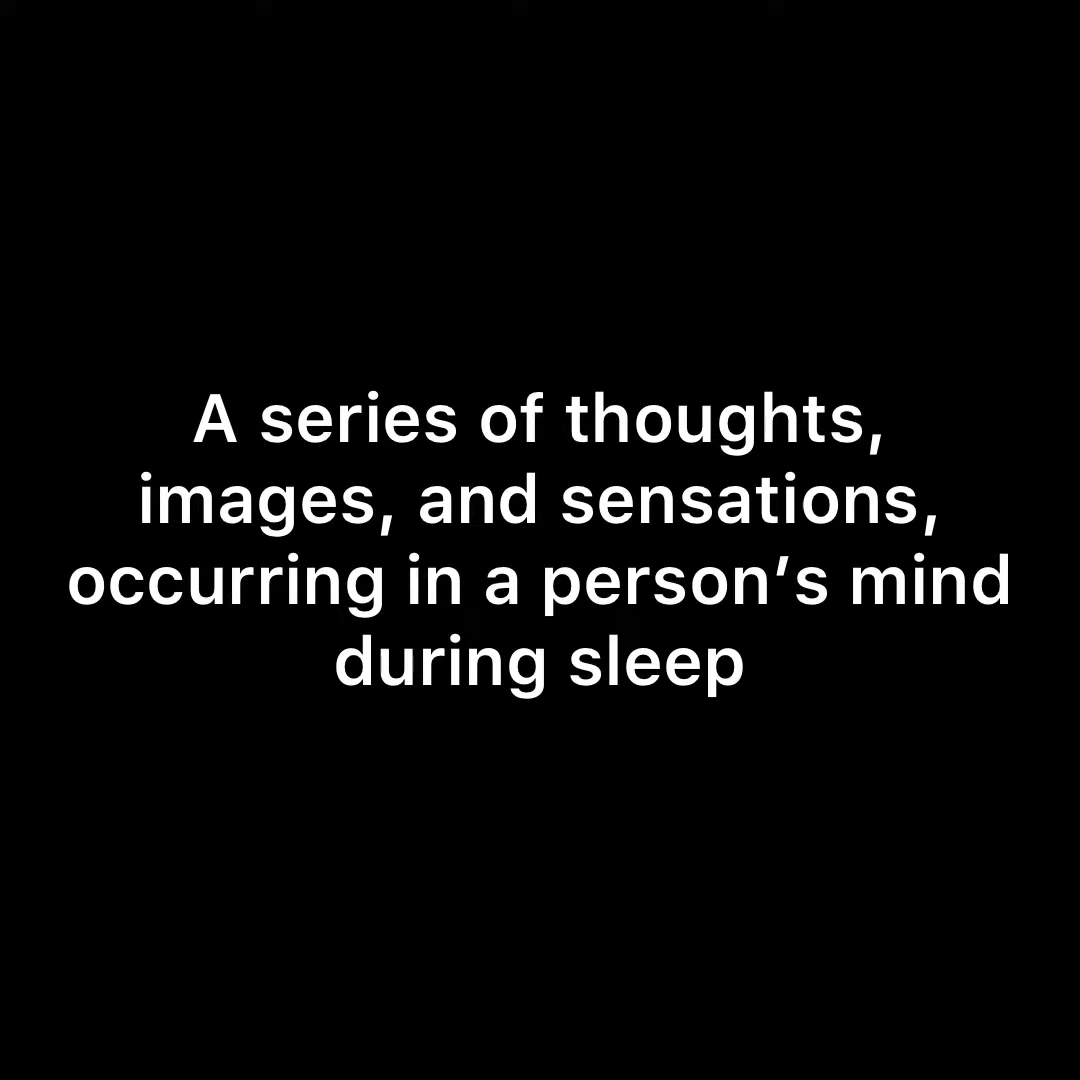 A series of thoughts,
images, and sensations,
occurring in a person’s mind
during sleep